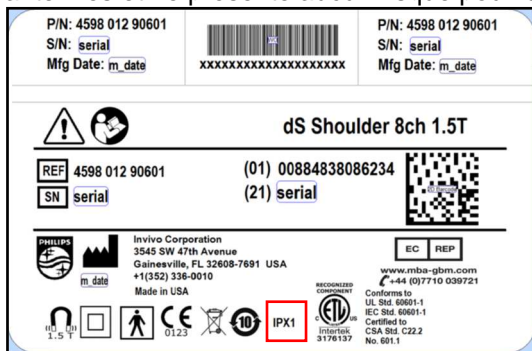 P/N: 4598 012 90601
S/N: serial
Mfg Date: m_date
xxxxxxxxxxxxxxxxxxxx
P/N: 4598 012 90601
S/N: serial
Mfg Date: m_date
dS Shoulder 8ch 1.5T
REF 4598 012 90601
SN serial
(01) 00884838086234
(21) serial
PHILIPS
m_date
Invivo Corporation
3545 SW 47th Avenue
Gainesville, FL 32608-7691 USA
+1(352) 336-0010
Made in USA
EC REP
www.mba-gbm.com
+44 (0)7710 039721
1.5 T
0123
10
IPX1
RECOGNIZED
COMPONENT
C US
Intertek
3176137
Conforms to
UL Std. 60601-1
IEC Std. 60601-1
Certified to
CSA Std. C22.2
No. 601.1